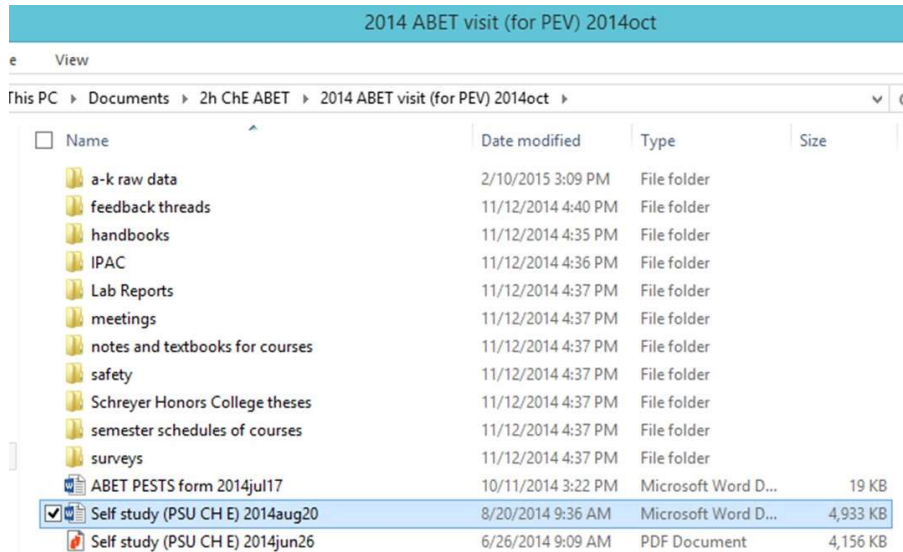 2014 ABET visit (for PEV) 2014oct
e View
This PC ▸ Documents ▸ 2h ChE ABET ▸ 2014 ABET visit (for PEV) 2014oct ▸
Name Date modified Type Size
a-k raw data 2/10/2015 3:09 PM File folder
feedback threads 11/12/2014 4:40 PM File folder
handbooks 11/12/2014 4:35 PM File folder
IPAC 11/12/2014 4:36 PM File folder
Lab Reports 11/12/2014 4:37 PM File folder
meetings 11/12/2014 4:37 PM File folder
notes and textbooks for courses 11/12/2014 4:37 PM File folder
safety 11/12/2014 4:37 PM File folder
Schreyer Honors College theses 11/12/2014 4:37 PM File folder
semester schedules of courses 11/12/2014 4:37 PM File folder
surveys 11/12/2014 4:37 PM File folder
ABET PESTS form 2014jul17 10/11/2014 3:22 PM Microsoft Word D... 19 KB
Self study (PSU CH E) 2014aug20 8/20/2014 9:36 AM Microsoft Word D... 4,933 KB
Self study (PSU CH E) 2014jun26 6/26/2014 9:09 AM PDF Document 4,156 KB